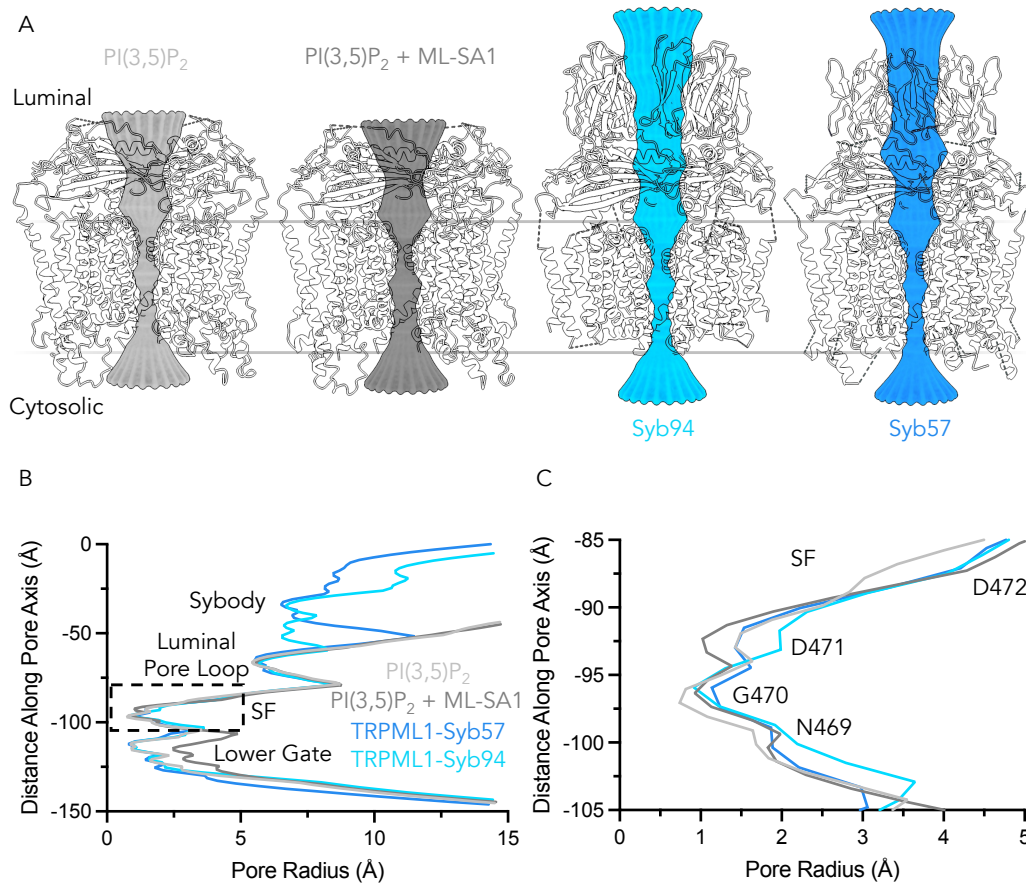 A
PI(3,5)P2
PI(3,5)P2 + ML-SA1
Luminal
Cytosolic
Syb94
Syb57
B
Distance Along Pore Axis (Å)
0
-50
-100
-150
0
5
10
15
Pore Radius (Å)
Sybody
Luminal
Pore Loop
SF
Lower Gate
PI(3,5)P2
PI(3,5)P2 + ML-SA1
TRPML1-Syb57
TRPML1-Syb94
C
Distance Along Pore Axis (Å)
-85
-90
-95
-100
-105
0
1
2
3
4
5
Pore Radius (Å)
SF
D472
D471
G470
N469